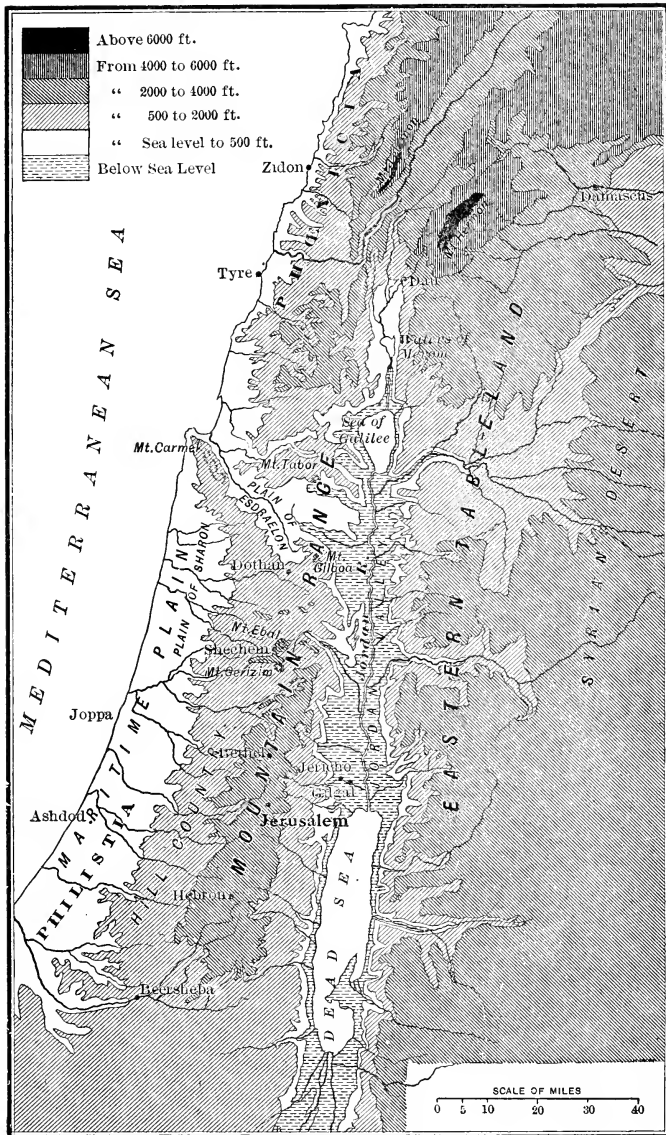 Above 6000 ft.
From 4000 to 6000 ft.
“ 2000 to 4000 ft.
“ 500 to 2000 ft.
“ Sea level to 500 ft.
Below Sea Level
MEDITERRANEAN SEA
PHENICIA
Zidon
Tyre
Damascus
Dan
Waters of Merom
Sea of Galilee
Mt.Carmel
Mt.Tabor
PLAIN OF ESDRAELON
Mt. Gilboa
Dothan
Mt.Ebal
Shechem
Mt.Gerizim
MARITIME PLAIN
PLAIN OF SHARON
Joppa
Bethel
Jericho
Gilgal
Jerusalem
Ashdod
PHILISTIA
HILL COUNTRY
MOUNTAIN RANGE
Hebron
Beersheba
Jordan R.
JORDAN
DEAD SEA
EASTERN TABLELAND
SYRIAN DESERT
SCALE OF MILES
0 5 10 20 30 40